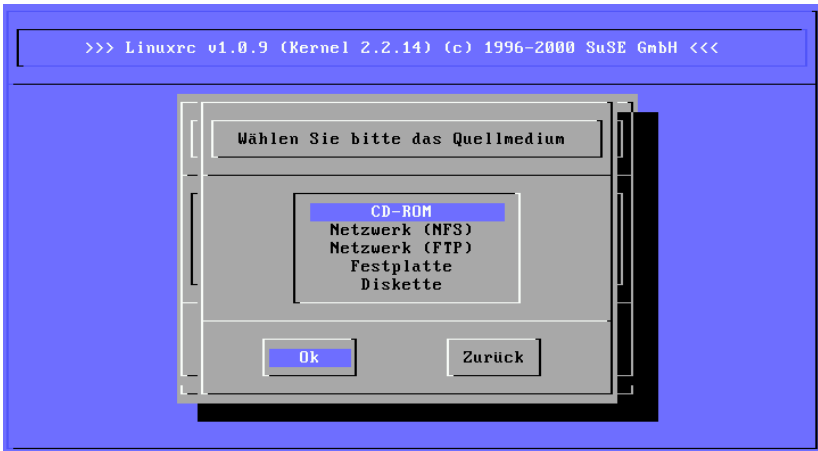 >>> Linuxrc v1.0.9 (Kernel 2.2.14) (c) 1996-2000 SuSE GmbH <<<
Wählen Sie bitte das Quellmedium
CD-ROM
Netzwerk (NFS)
Netzwerk (FTP)
Festplatte
Diskette
Ok
Zurück